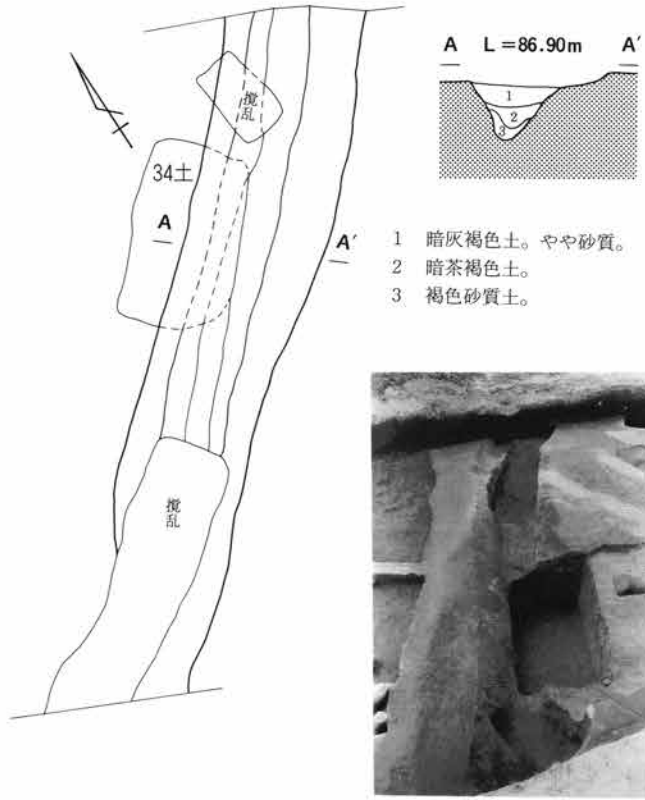 A L=86.90m A′
1
2
3
攪乱
34土
A
A′
1 暗灰褐色土。やや砂質。
2 暗茶褐色土。
3 褐色砂質土。
攪乱